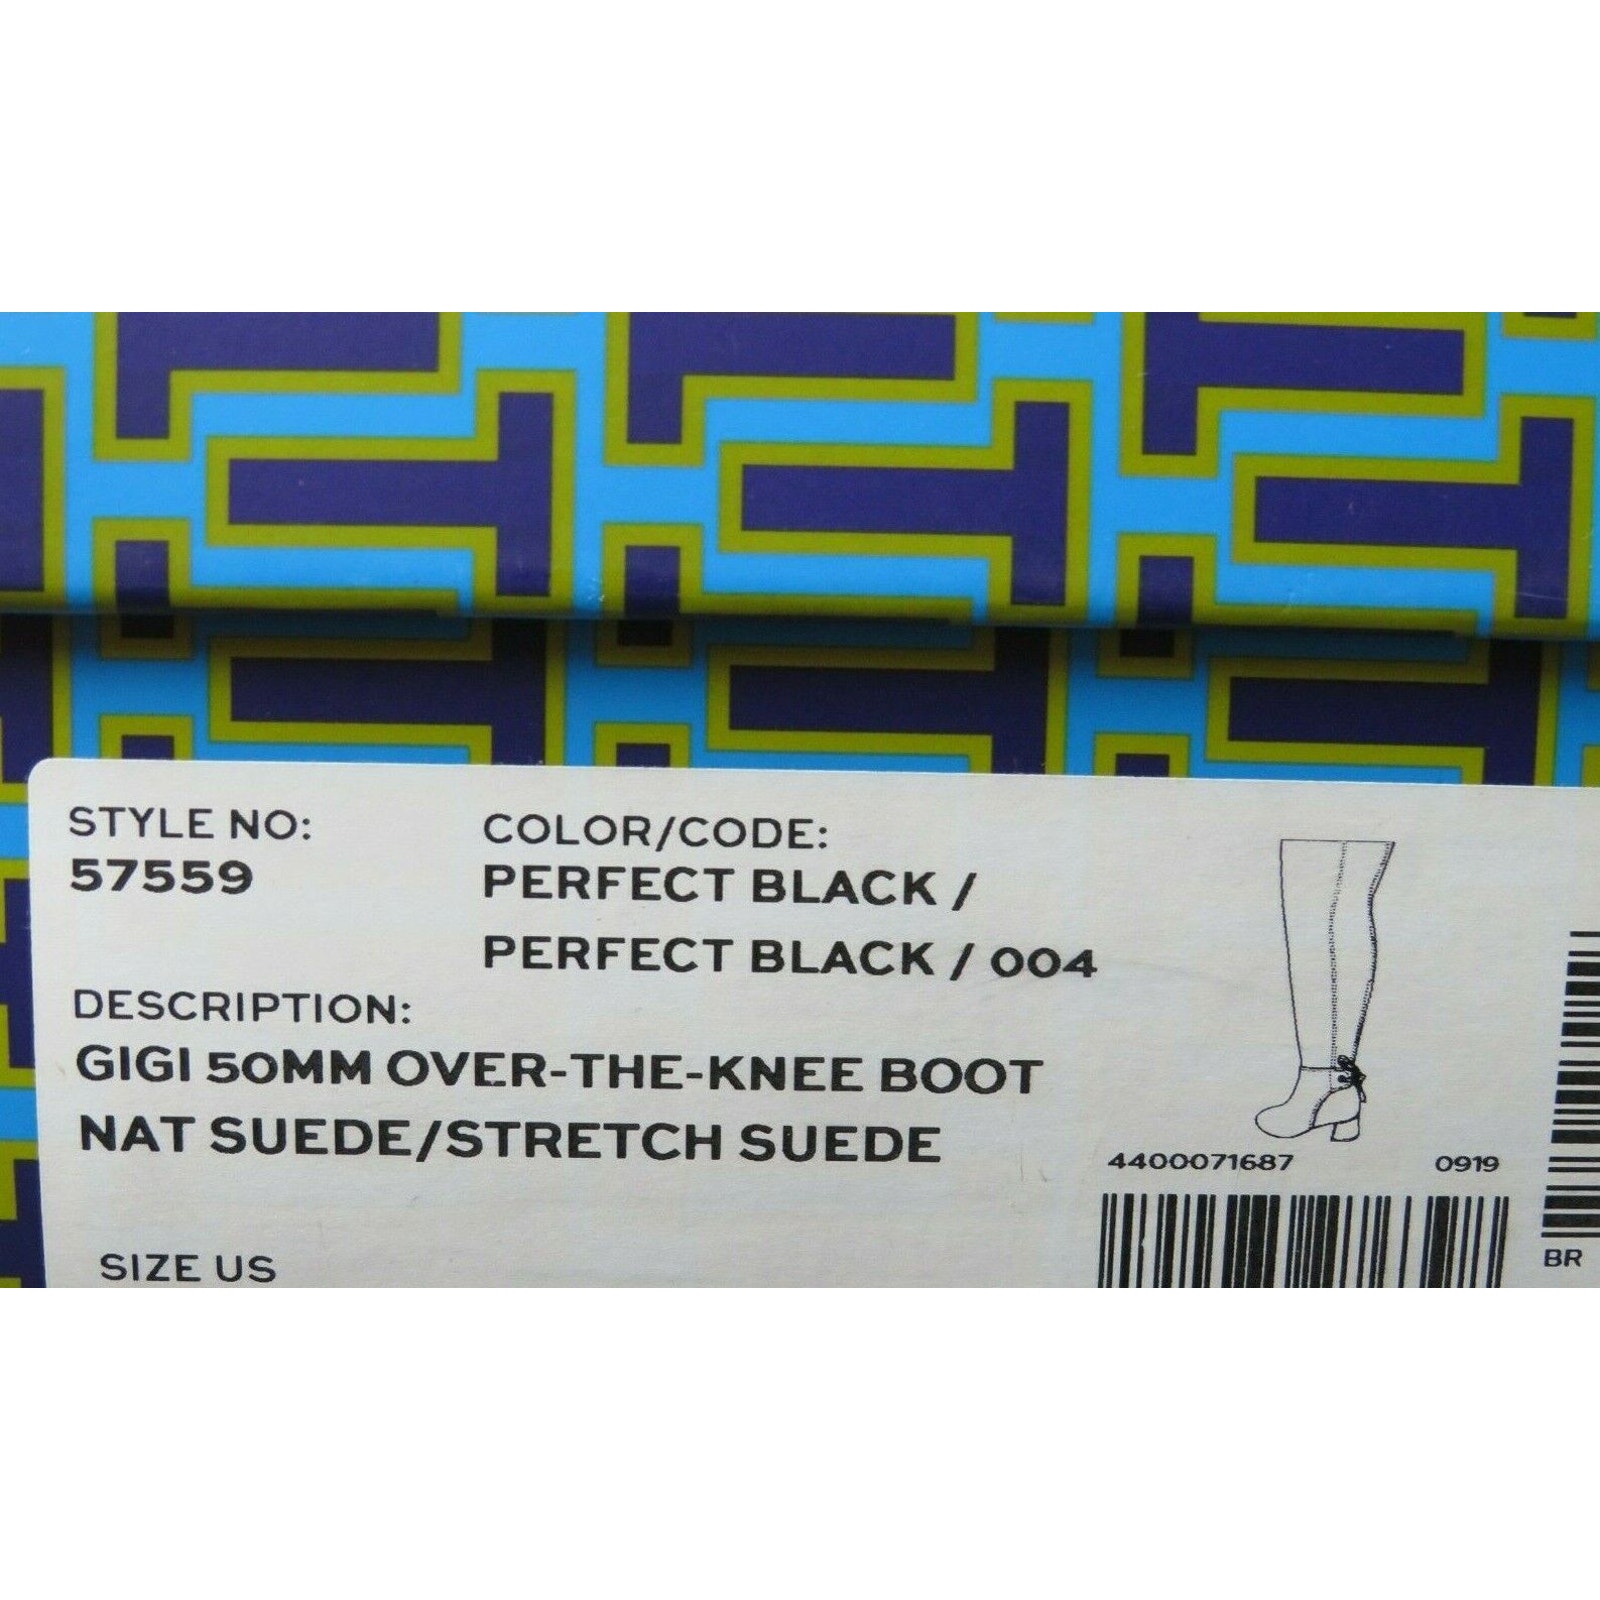 STYLE NO:
57559
COLOR/CODE:
PERFECT BLACK /
PERFECT BLACK / 004
DESCRIPTION:
GIGI 50MM OVER-THE-KNEE BOOT
NAT SUEDE/STRETCH SUEDE
4400071687 0919
SIZE US
BR